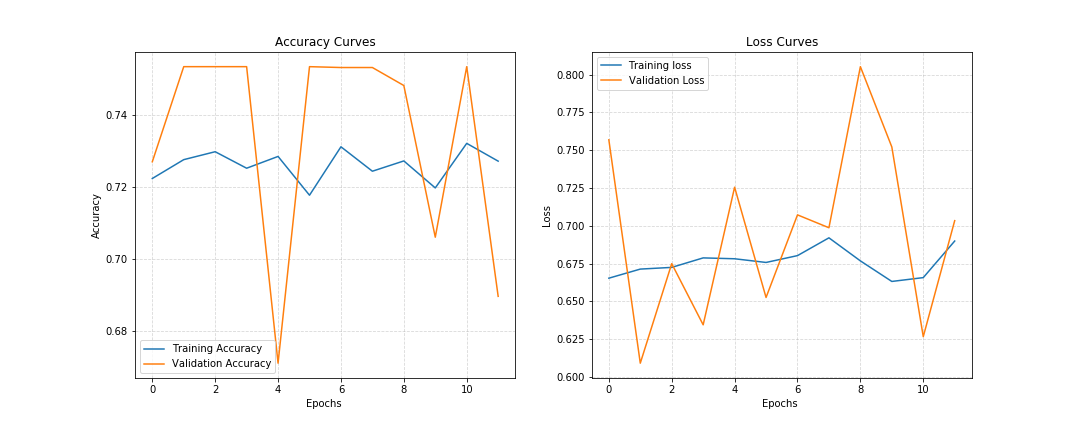 Accuracy Curves
Accuracy
0.74
0.72
0.70
0.68
Training Accuracy
Validation Accuracy
0 2 4 6 8 10
Epochs
Loss Curves
Training loss
Validation Loss
Loss
0.800
0.775
0.750
0.725
0.700
0.675
0.650
0.625
0.600
0 2 4 6 8 10
Epochs